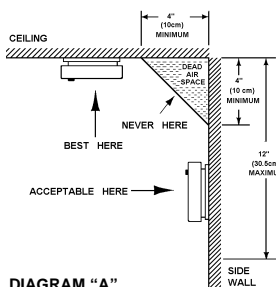 4"
(10cm)
MINIMUM
CEILING
DEAD
AIR
SPACE
4"
(10 cm)
MINIMUM
NEVER HERE
BEST HERE
12"
(30.5cm
MAXIMU
ACCEPTABLE HERE
SIDE
WALL
DIAGRAM “A”